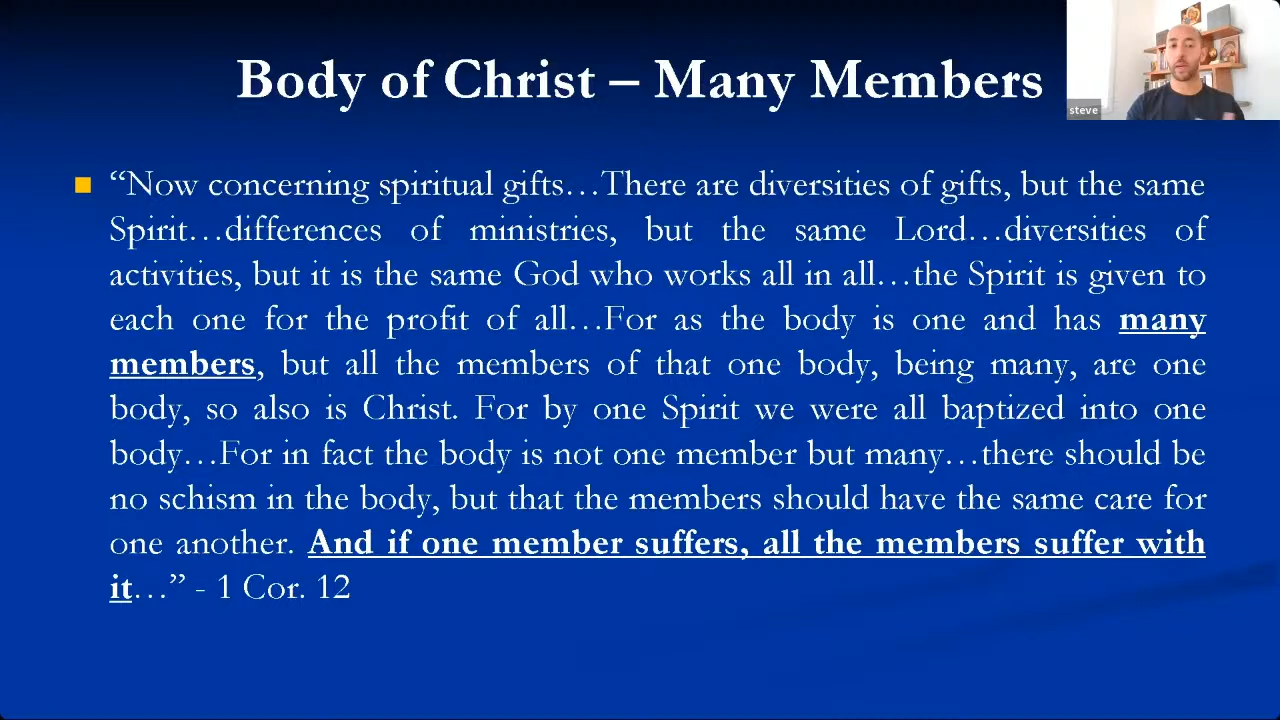 Body of Christ – Many Members
steve
“Now concerning spiritual gifts…There are diversities of gifts, but the same
Spirit…differences of ministries, but the same Lord…diversities of
activities, but it is the same God who works all in all…the Spirit is given to
each one for the profit of all…For as the body is one and has many
members, but all the members of that one body, being many, are one
body, so also is Christ. For by one Spirit we were all baptized into one
body…For in fact the body is not one member but many…there should be
no schism in the body, but that the members should have the same care for
one another. And if one member suffers, all the members suffer with
it…” - 1 Cor. 12